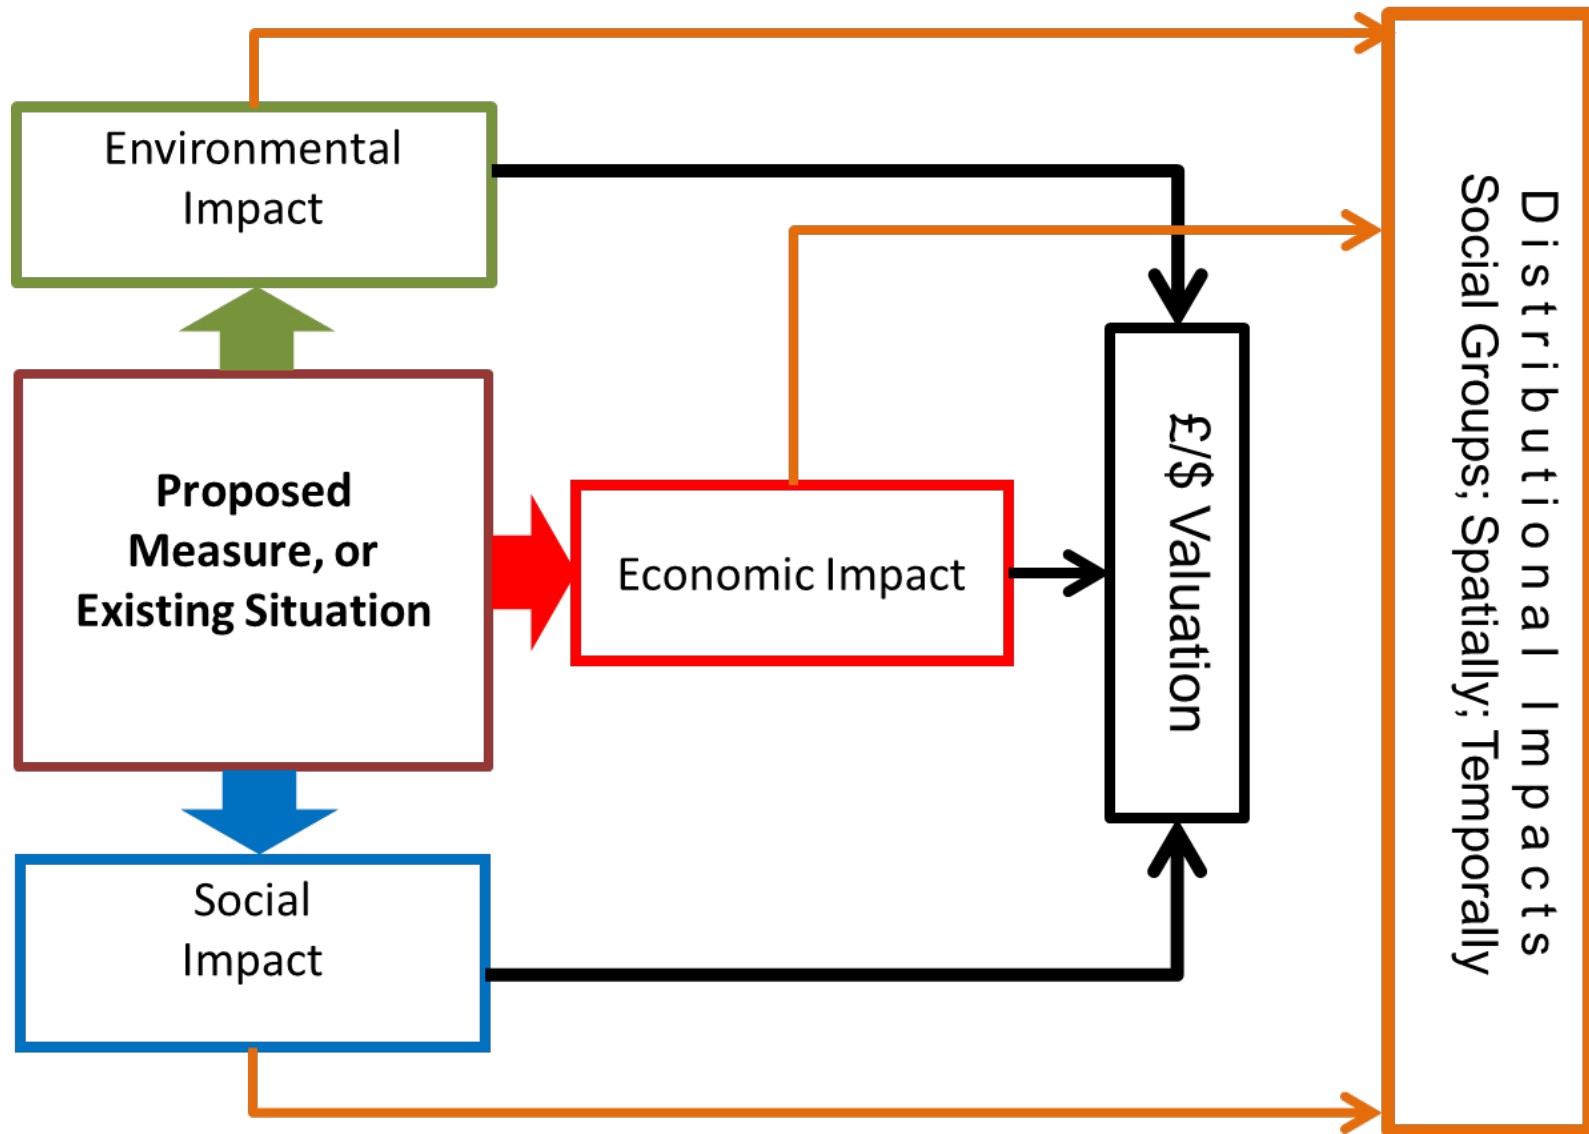 Environmental
Impact
Proposed
Measure, or
Existing Situation
Economic Impact
Social
Impact
£/$ Valuation
Distributional Impacts
Social Groups; Spatially; Temporally